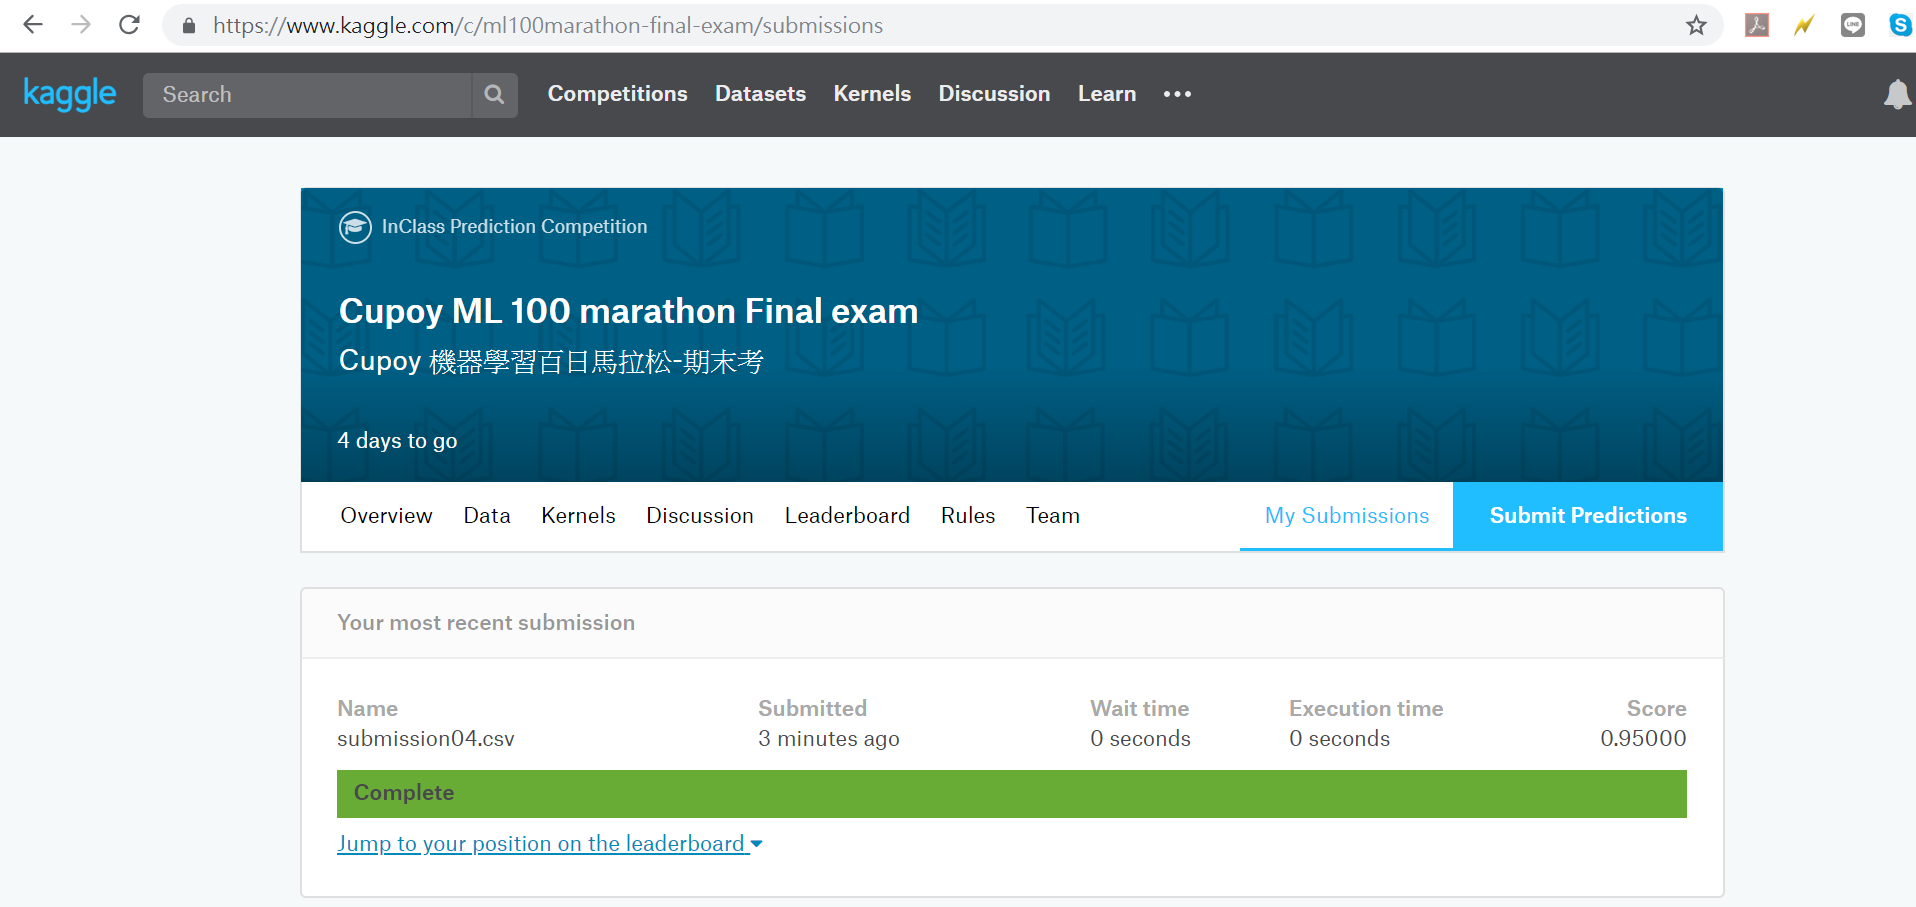 https://www.kaggle.com/c/ml100marathon-final-exam/submissions
kaggle Search Competitions Datasets Kernels Discussion Learn •••
InClass Prediction Competition
Cupoy ML 100 marathon Final exam
Cupoy 機器學習百日馬拉松-期末考
4 days to go
Overview Data Kernels Discussion Leaderboard Rules Team My Submissions Submit Predictions
Your most recent submission
Name Submitted Wait time Execution time Score
submission04.csv 3 minutes ago 0 seconds 0 seconds 0.95000
Complete
Jump to your position on the leaderboard